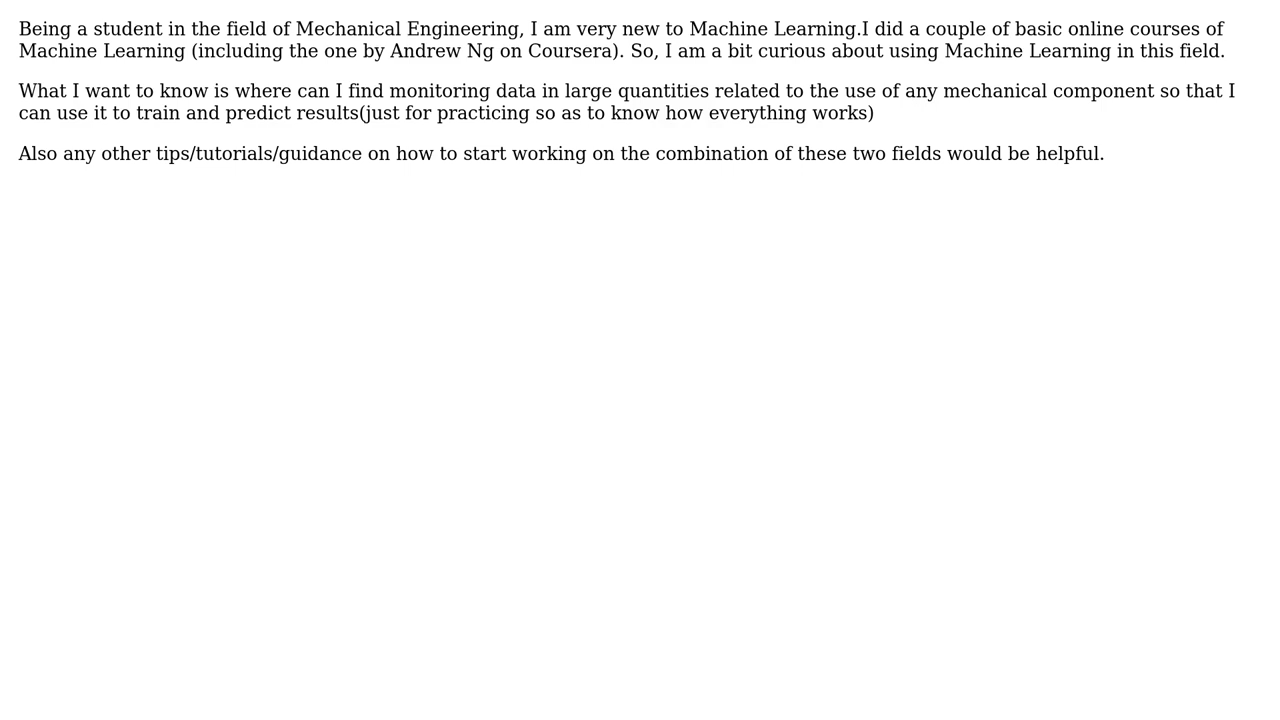 Being a student in the field of Mechanical Engineering, I am very new to Machine Learning.I did a couple of basic online courses of
Machine Learning (including the one by Andrew Ng on Coursera). So, I am a bit curious about using Machine Learning in this field.
What I want to know is where can I find monitoring data in large quantities related to the use of any mechanical component so that I
can use it to train and predict results(just for practicing so as to know how everything works)
Also any other tips/tutorials/guidance on how to start working on the combination of these two fields would be helpful.